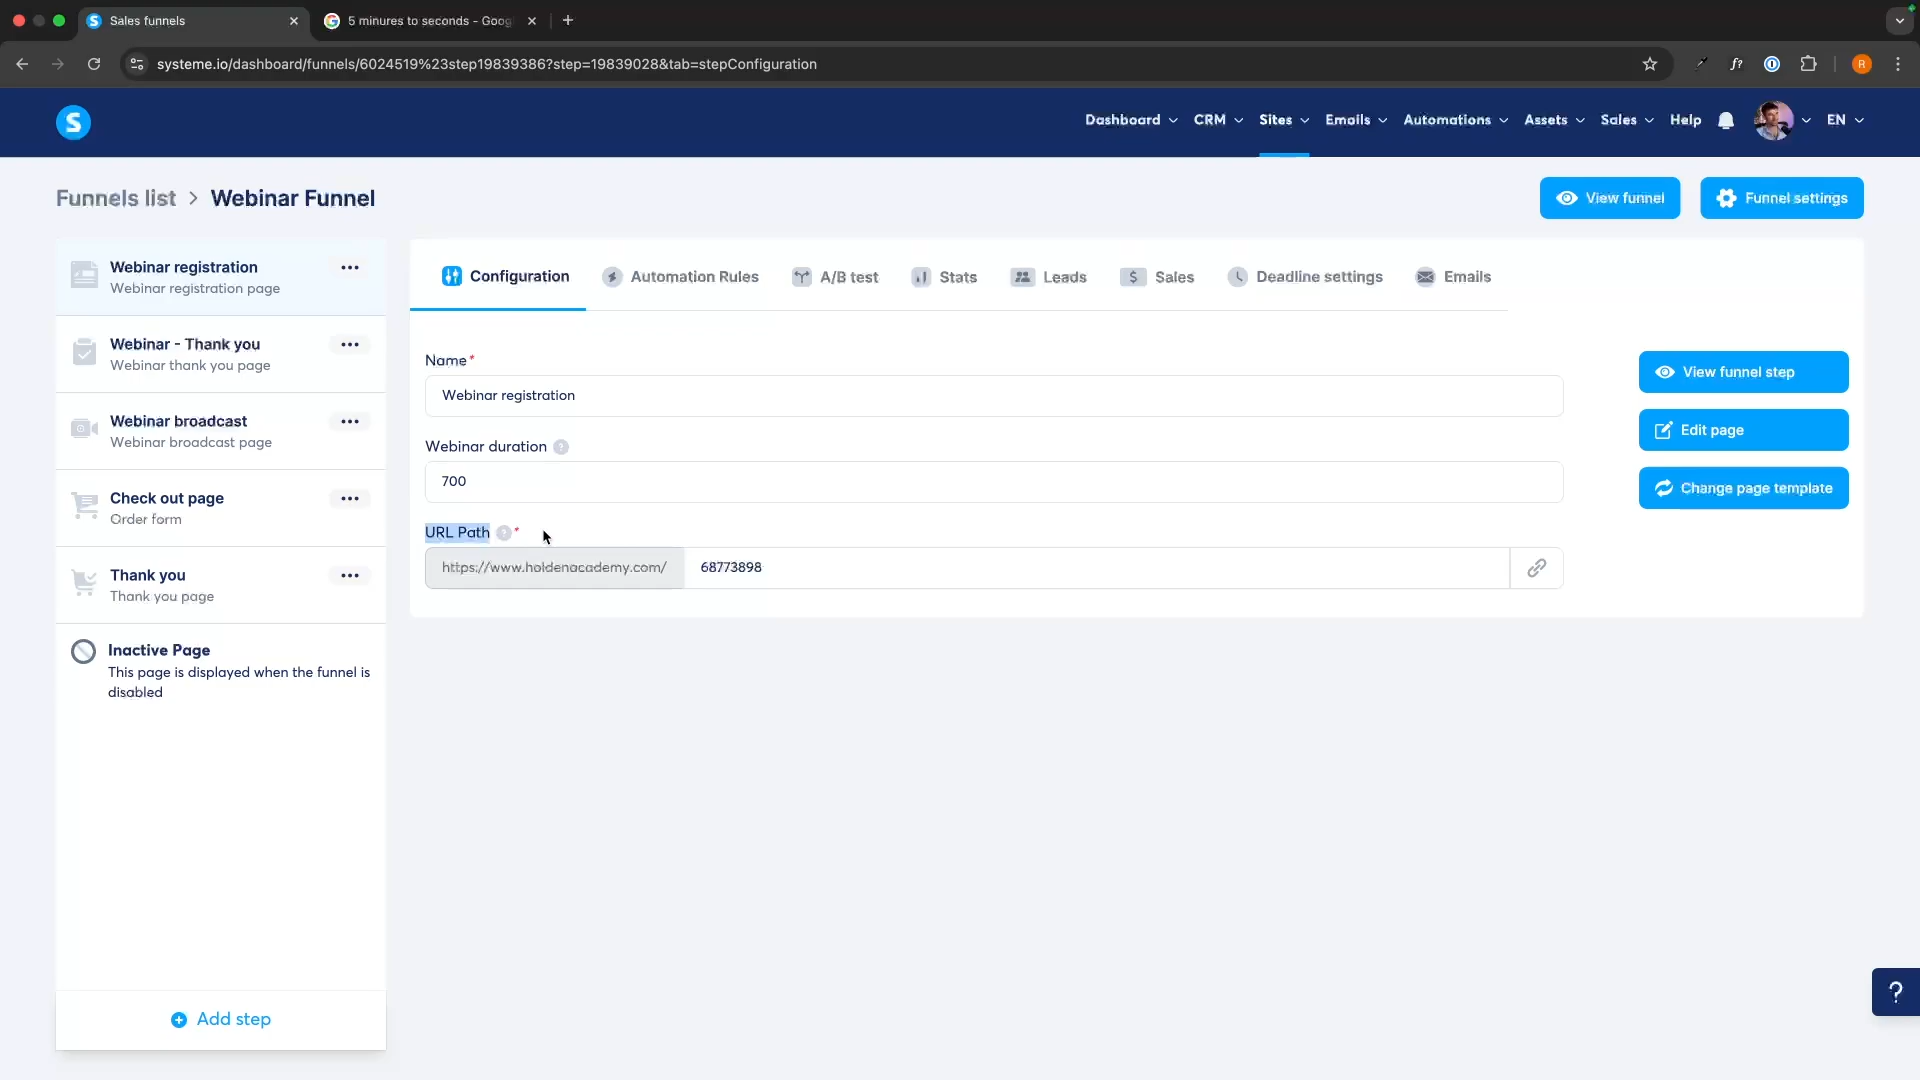 Sales funnels
5 minures to seconds - Goog
systeme.io/dashboard/funnels/6024519%23step19839386?step=19839028&tab=stepConfiguration
f?
R
S
Dashboard
CRM
Sites
Emails
Automations
Assets
Sales
Help
EN
Funnels list > Webinar Funnel
View funnel
Funnel settings
Webinar registration
Webinar registration page
Webinar - Thank you
Webinar thank you page
Webinar broadcast
Webinar broadcast page
Check out page
Order form
Thank you
Thank you page
Inactive Page
This page is displayed when the funnel is
disabled
Add step
Configuration
Automation Rules
A/B test
Stats
Leads
Sales
Deadline settings
Emails
Name*
Webinar registration
Webinar duration ?
700
URL Path ? *
https://www.holdenacademy.com/
68773898
View funnel step
Edit page
Change page template
?